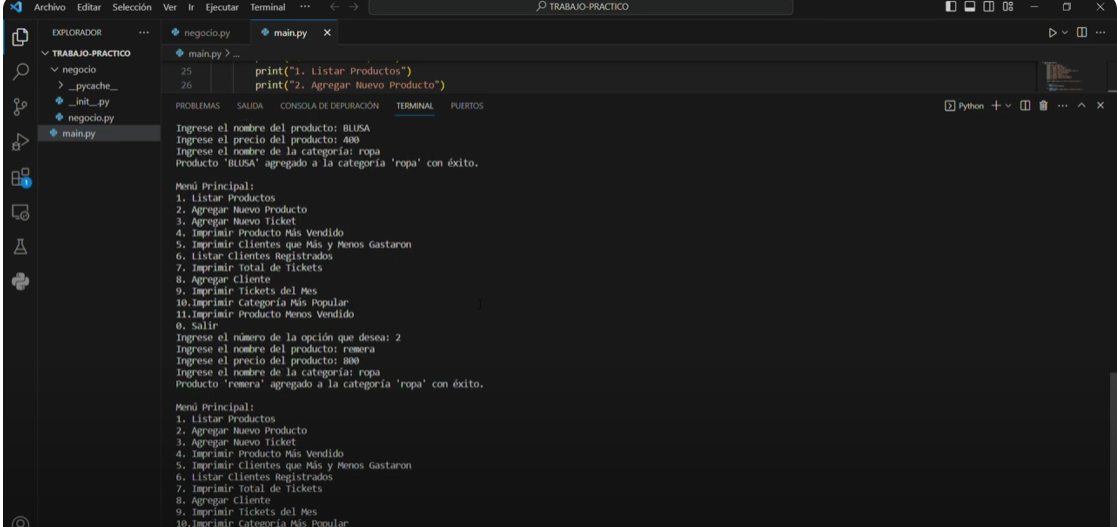 Archivo Editar Selección Ver Ir Ejecutar Terminal ··· TRABAJO-PRACTICO
EXPLORADOR ···
TRABAJO-PRACTICO
negocio
__pycache__
__init__.py
negocio.py
main.py
1
negocio.py main.py
main.py > ...
25 print("1. Listar Productos")
26 print("2. Agregar Nuevo Producto")
PROBLEMAS SALIDA CONSOLA DE DEPURACIÓN TERMINAL PUERTOS Python
Ingrese el nombre del producto: BLUSA
Ingrese el precio del producto: 400
Ingrese el nombre de la categoría: ropa
Producto 'BLUSA' agregado a la categoría 'ropa' con éxito.
Menú Principal:
1. Listar Productos
2. Agregar Nuevo Producto
3. Agregar Nuevo Ticket
4. Imprimir Producto Más Vendido
5. Imprimir Clientes que Más y Menos Gastaron
6. Listar Clientes Registrados
7. Imprimir Total de Tickets
8. Agregar Cliente
9. Imprimir Tickets del Mes
10.Imprimir Categoría Más Popular
11.Imprimir Producto Menos Vendido
0. Salir
Ingrese el número de la opción que desea: 2
Ingrese el nombre del producto: remera
Ingrese el precio del producto: 800
Ingrese el nombre de la categoría: ropa
Producto 'remera' agregado a la categoría 'ropa' con éxito.
Menú Principal:
1. Listar Productos
2. Agregar Nuevo Producto
3. Agregar Nuevo Ticket
4. Imprimir Producto Más Vendido
5. Imprimir Clientes que Más y Menos Gastaron
6. Listar Clientes Registrados
7. Imprimir Total de Tickets
8. Agregar Cliente
9. Imprimir Tickets del Mes
10.Imprimir Categoría Más Popular